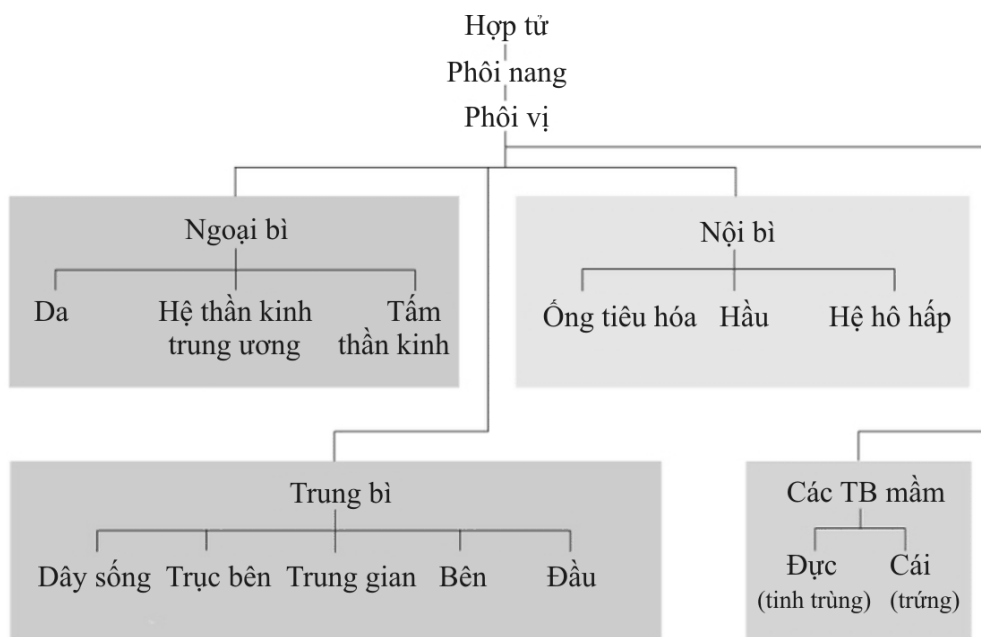 Hợp tử
Phôi nang
Phôi vị
Ngoại bì
Da
Hệ thần kinh
trung ương
Tấm
thần kinh
Nội bì
Ống tiêu hóa
Hầu
Hệ hô hấp
Trung bì
Dây sống
Trục bên
Trung gian
Bên
Đầu
Các TB mầm
Đực
(tinh trùng)
Cái
(trứng)